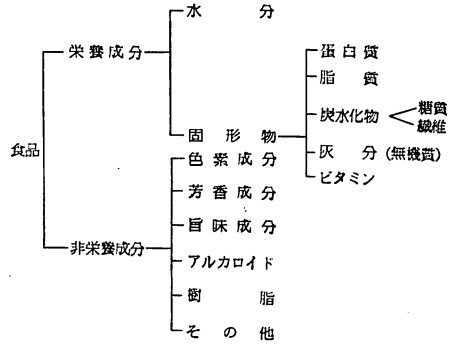 水分
栄養成分
蛋白質
脂質
炭水化物
糖質
繊維
固形物
灰分(無機質)
ビタミン
食品
色素成分
芳香成分
旨味成分
非栄養成分
アルカロイド
樹脂
その他